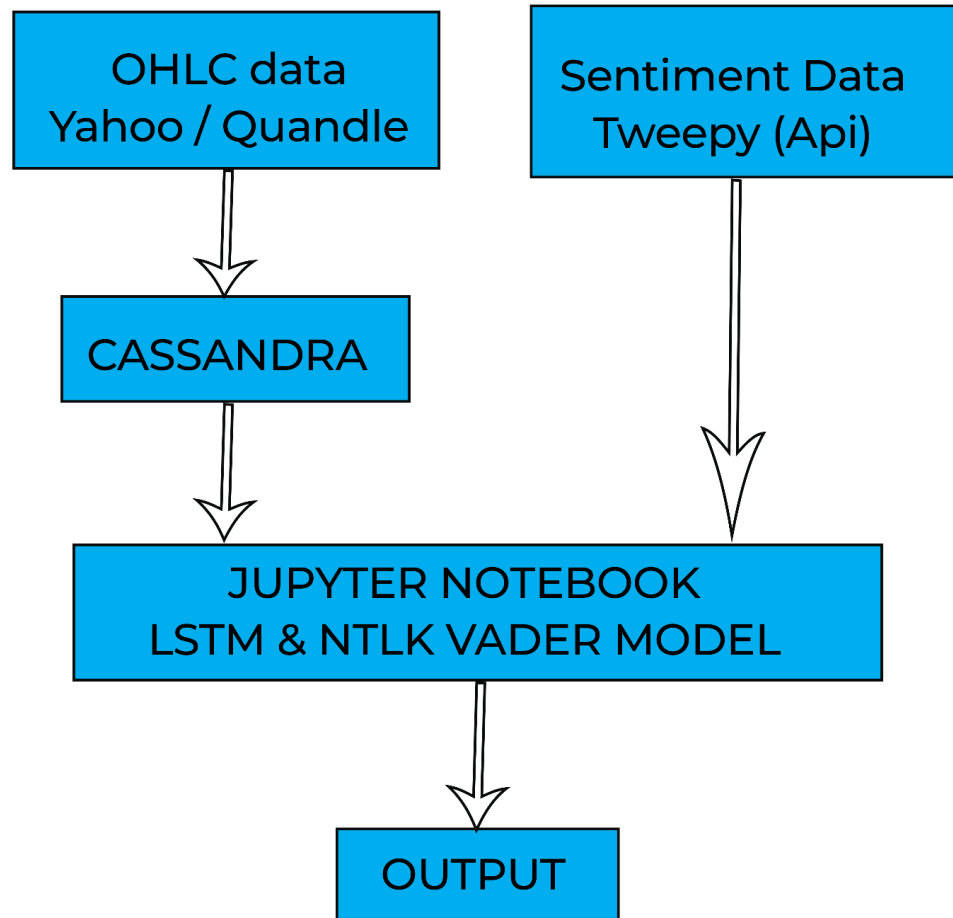 OHLC data
Yahoo / Quandle
Sentiment Data
Tweepy (Api)
CASSANDRA
JUPYTER NOTEBOOK
LSTM & NTLK VADER MODEL
OUTPUT